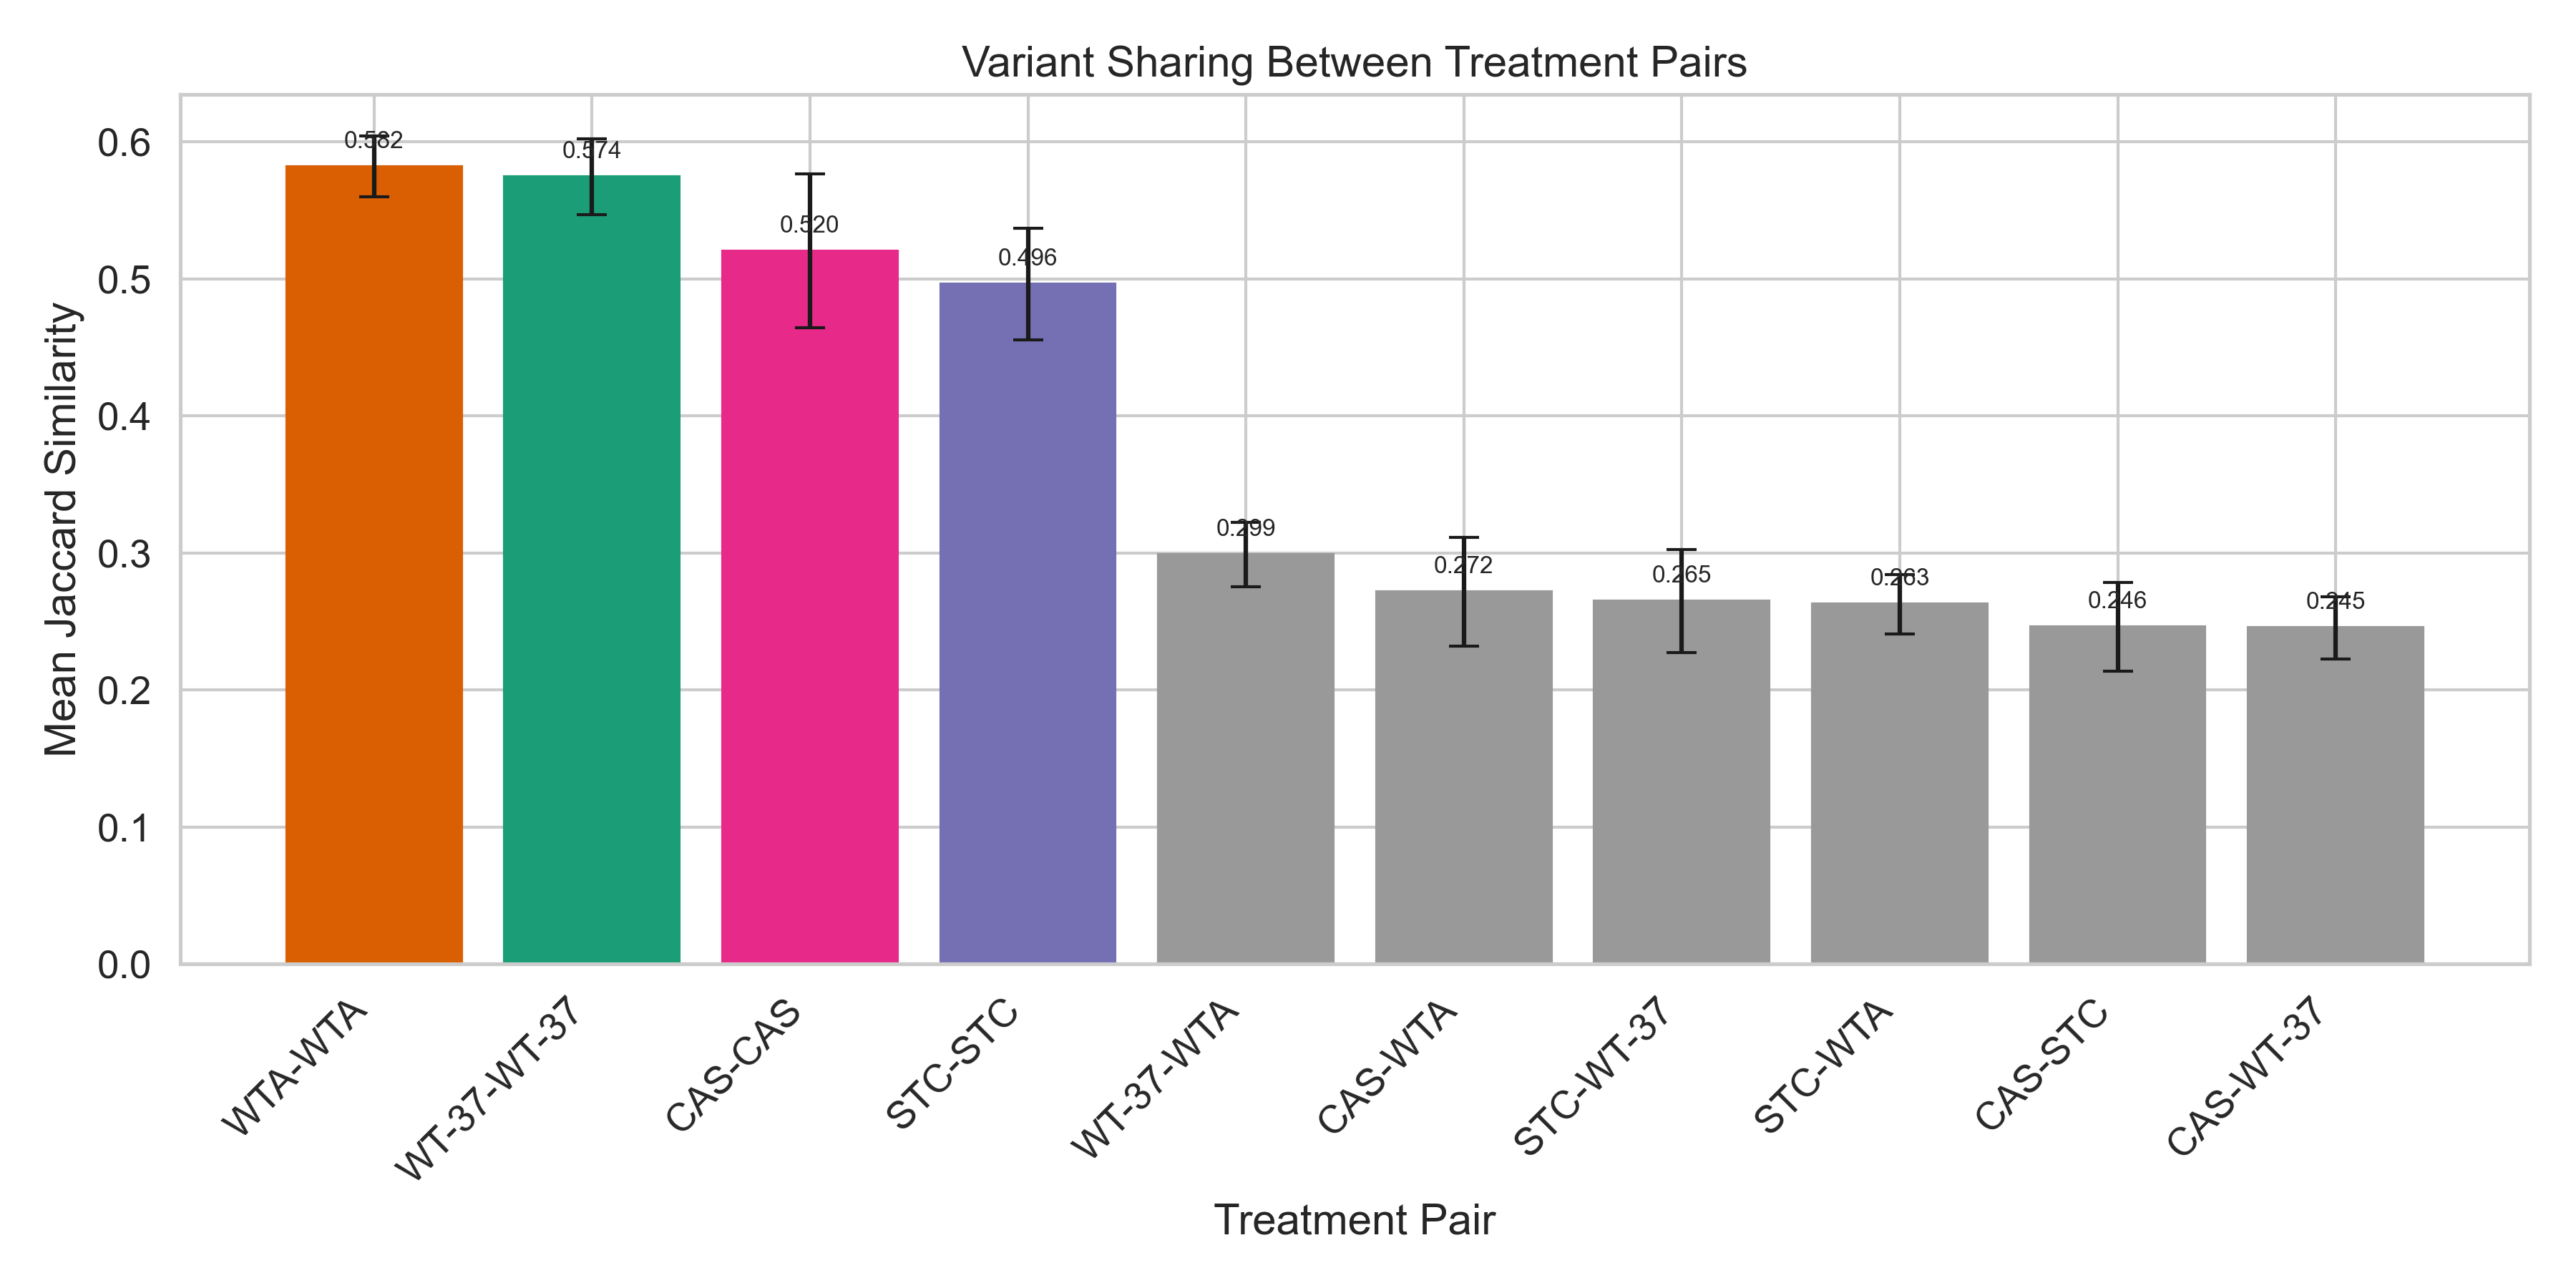 Variant Sharing Between Treatment Pairs
Mean Jaccard Similarity
0.6
0.5
0.4
0.3
0.2
0.1
0.0
0.582
0.574
0.520
0.496
0.299
0.272
0.265
0.263
0.246
0.245
WTA-WTA
WT-37-WT-37
CAS-CAS
STC-STC
WT-37-WTA
CAS-WTA
STC-WT-37
STC-WTA
CAS-STC
CAS-WT-37
Treatment Pair